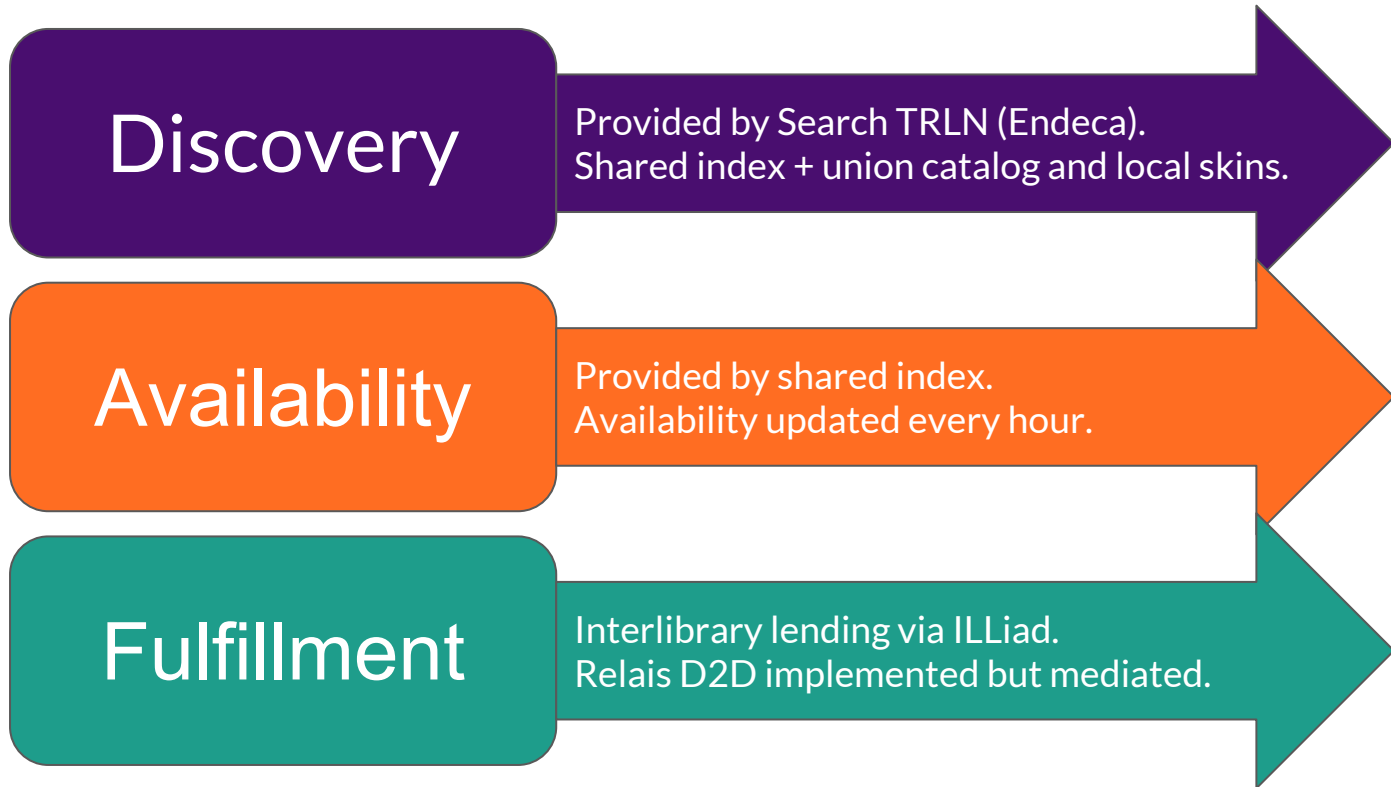 Discovery
Provided by Search TRLN (Endeca).
Shared index + union catalog and local skins.
Availability
Provided by shared index.
Availability updated every hour.
Fulfillment
Interlibrary lending via ILLiad.
Relais D2D implemented but mediated.